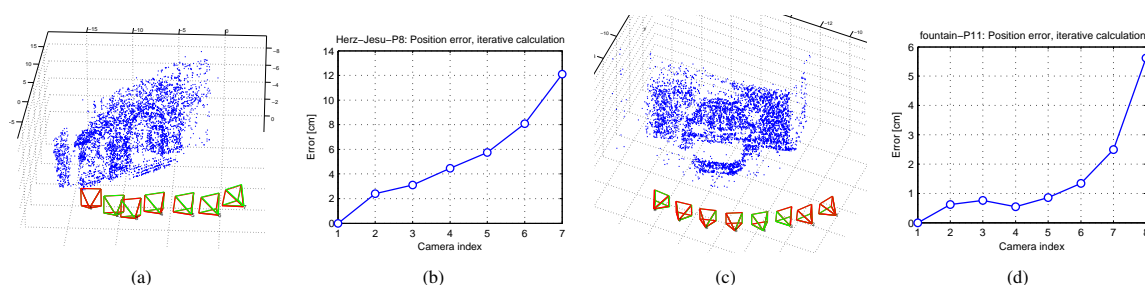 −15
−10
−5
0
15
10
5
0
−5
−8
−6
−4
−2
0
(a)
Herz−Jesu−P8: Position error, iterative calculation
14
12
10
8
6
4
2
0
Error [cm]
1 2 3 4 5 6 7
Camera index
(b)
−10
−12
−10
(c)
fountain−P11: Position error, iterative calculation
6
5
4
3
2
1
0
Error [cm]
1 2 3 4 5 6 7 8
Camera index
(d)